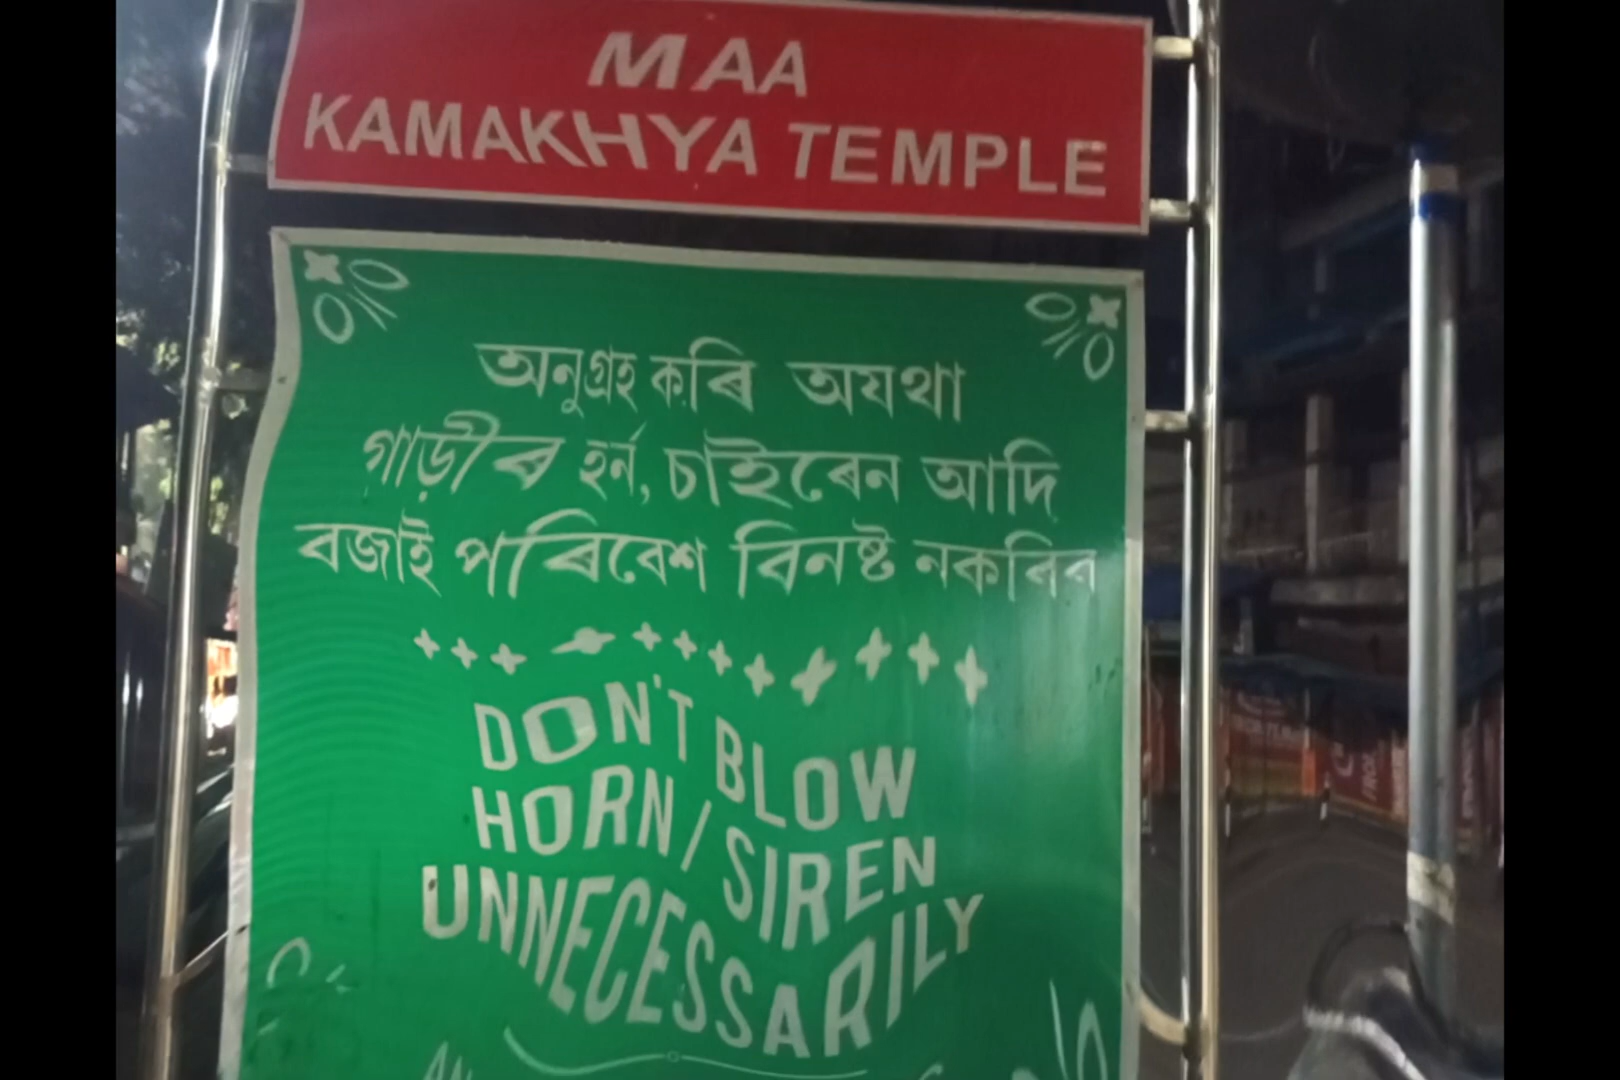 MAA
KAMAKHYA TEMPLE
অনুগ্ৰহ কৰি অযথা
গাড়ীৰ হৰ্ন, চাইৰেন আদি
বজাই পৰিবেশ বিনষ্ট নকৰিব
DON'T BLOW
HORN/SIREN
UNNECESSARILY